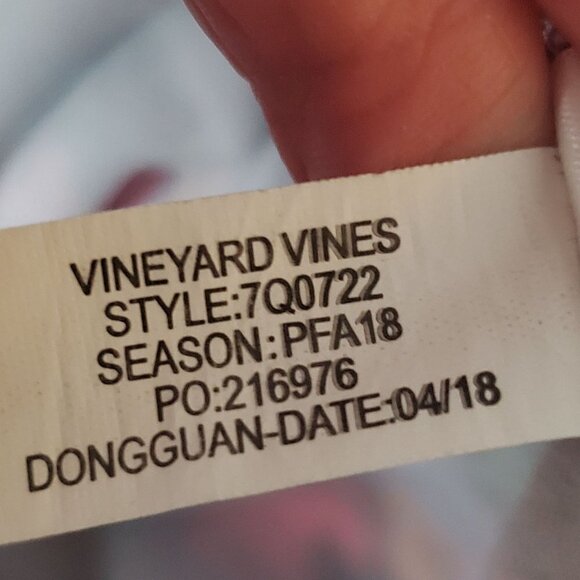 VINEYARD VINES
STYLE:7Q0722
SEASON:PFA18
PO:216976
DONGGUAN-DATE:04/18